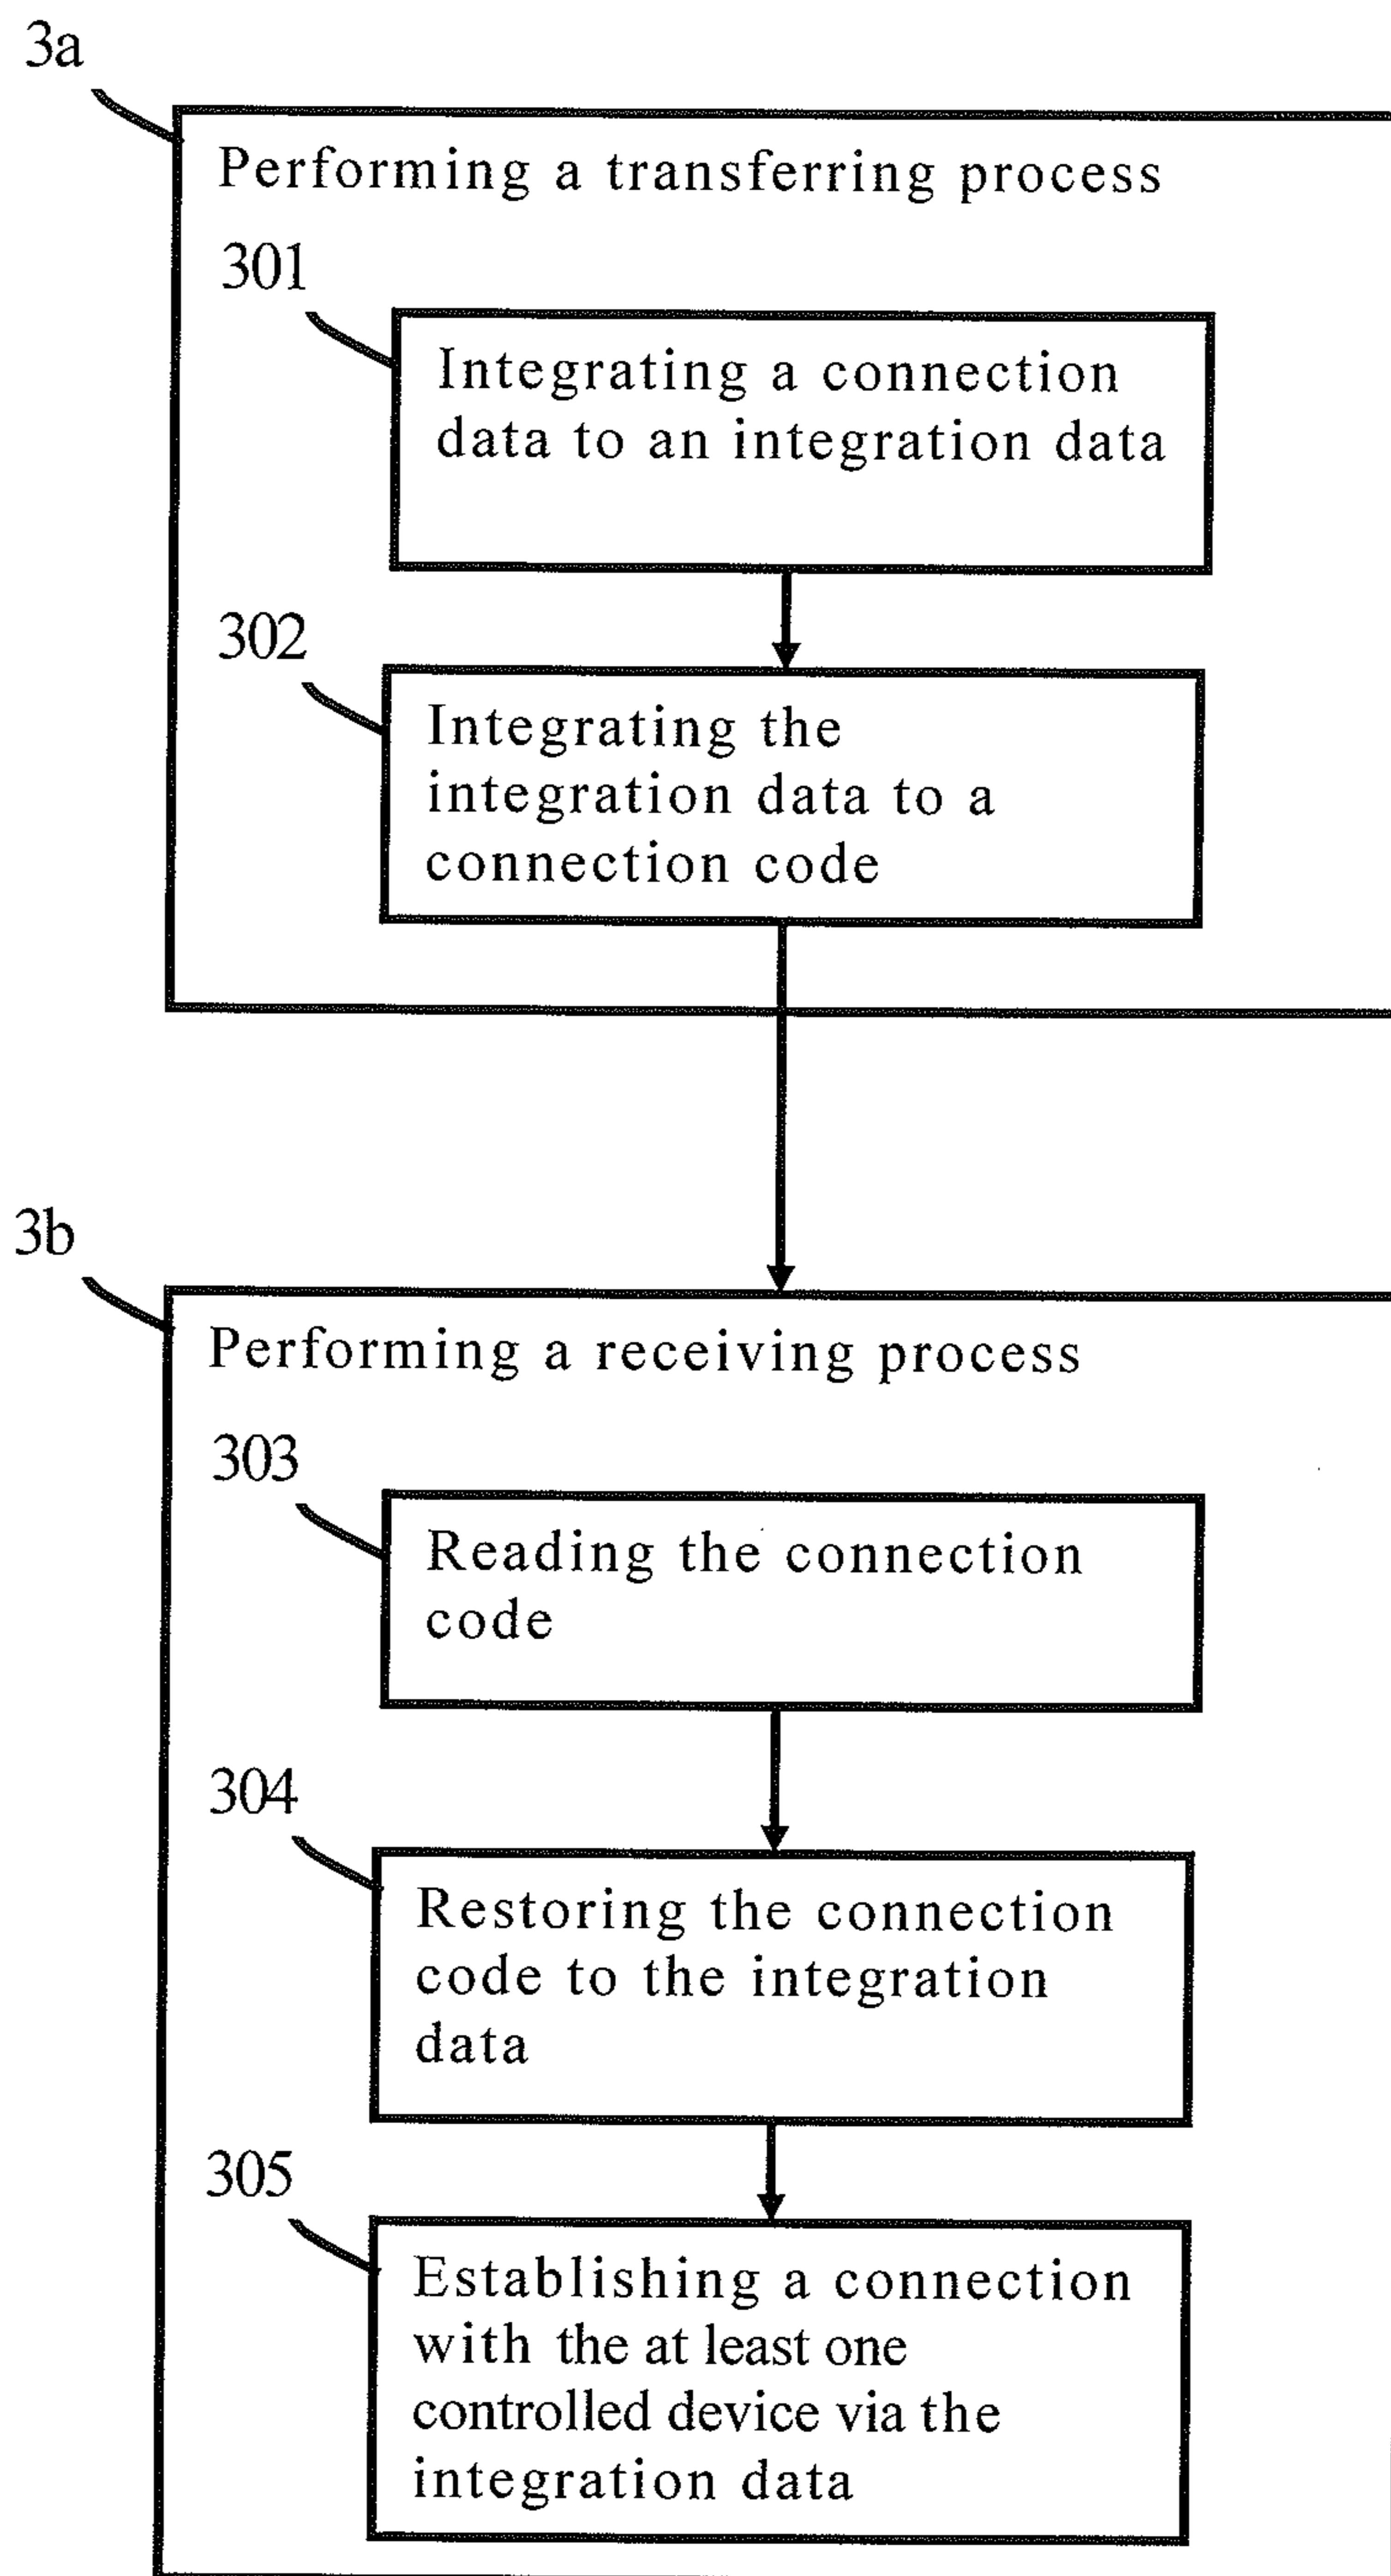 3a
Performing a transferring process
301
Integrating a connection
data to an integration data
302
Integrating the
integration data to a
connection code
3b
Performing a receiving process
303
Reading the connection
code
304
Restoring the connection
code to the integration
data
305
Establishing a connection
with the at least one
controlled device via the
integration data